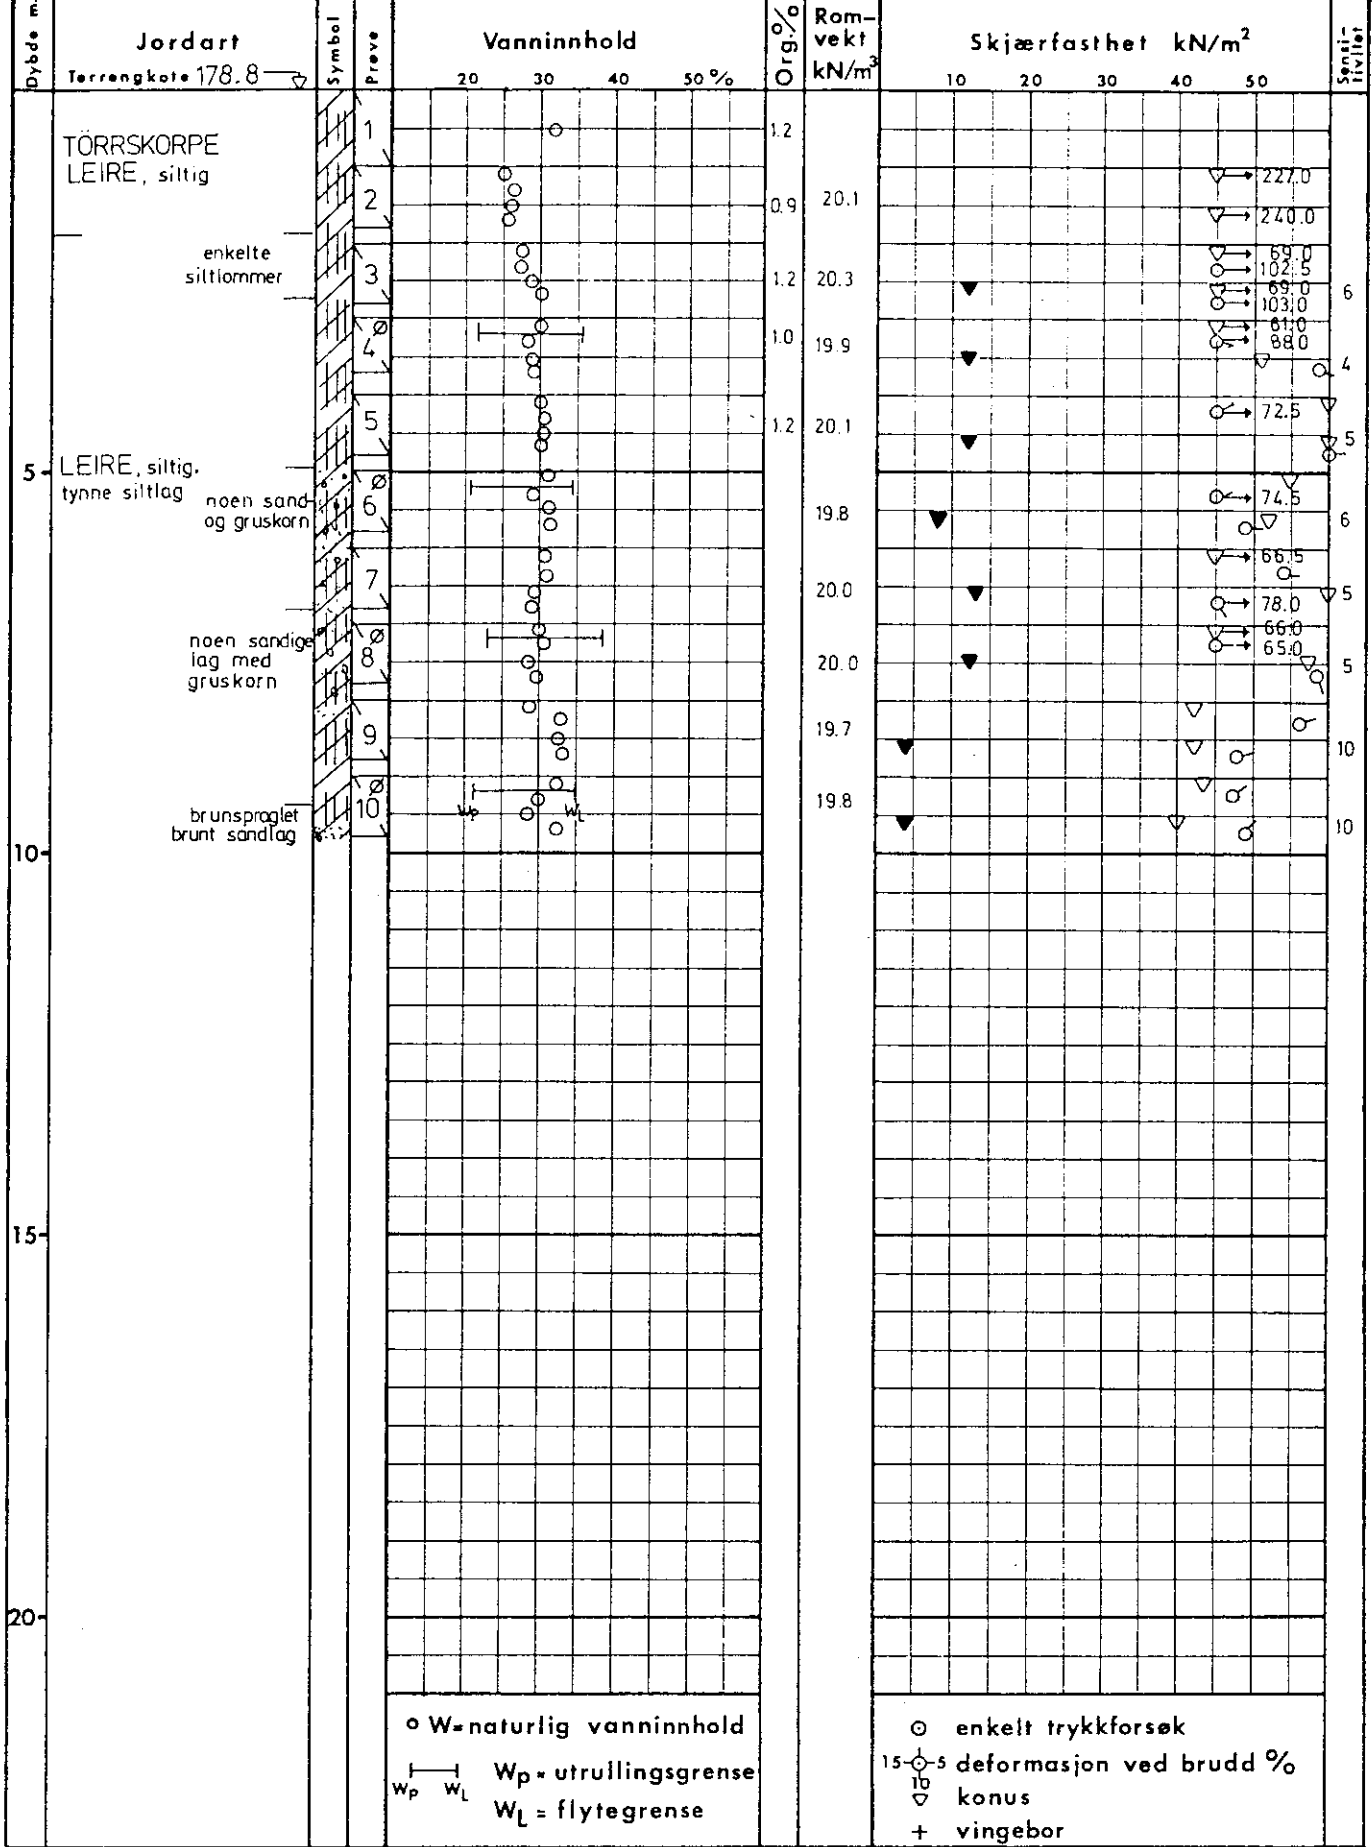 Dybde m.
Jordart
Terrengkote 178.8
Symbol
Prøve
Vanninnhold
20 30 40 50 %
Org.%
Rom-
vekt
kN/m³
Skjærfasthet kN/m²
10 20 30 40 50
Sensi-
tivitet
TÖRRSKORPE
LEIRE, siltig
enkelte
siltlommer
LEIRE, siltig.
tynne siltlag
noen sand
og gruskorn
noen sandige
lag med
gruskorn
brunspraglet
brunt sandlag
5
10
15
20
1
2
3
4
5
6
7
8
9
10
WP WL
1.2
0.9
1.2
1.0
1.2
20.1
20.3
19.9
20.1
19.8
20.0
20.0
19.7
19.8
227.0
240.0
69.0
102.5
69.0
103.0
61.0
68.0
72.5
74.5
66.5
78.0
66.0
65.0
6
4
5
6
5
5
10
10
W = naturlig vanninnhold
WP WL
Wp = utrullingsgrense
WL = flytegrense
enkelt trykkforsøk
15 5 deformasjon ved brudd %
10
konus
+ vingebor